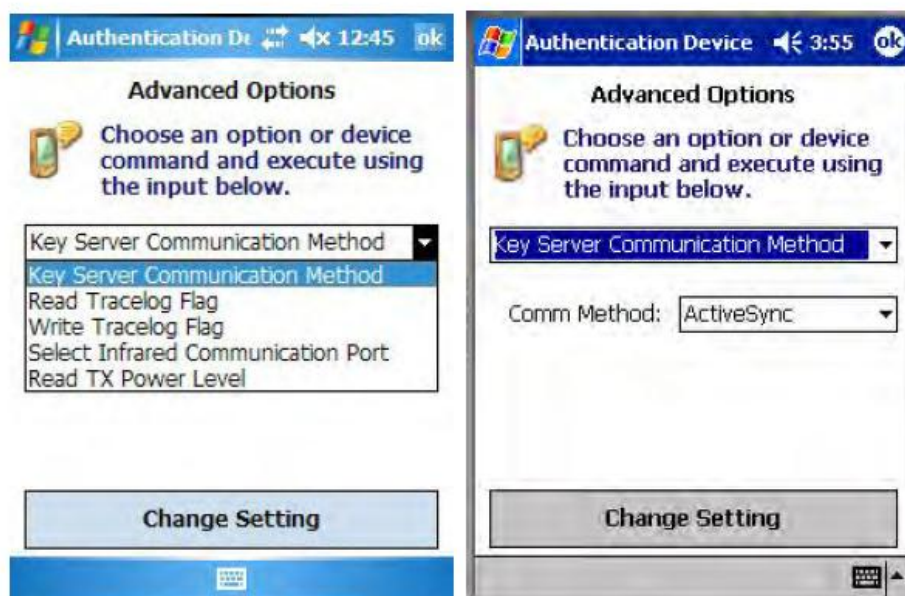 Authentication De 12:45 ok
Advanced Options
Choose an option or device
command and execute using
the input below.
Key Server Communication Method
Key Server Communication Method
Read Tracelog Flag
Write Tracelog Flag
Select Infrared Communication Port
Read TX Power Level
Change Setting
Authentication Device 3:55 ok
Advanced Options
Choose an option or device
command and execute using
the input below.
Key Server Communication Method
Comm Method: ActiveSync
Change Setting